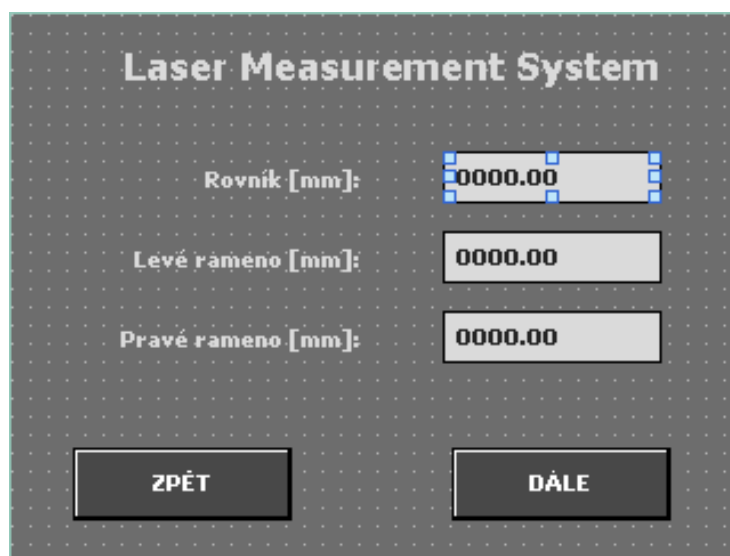 Laser Measurement System
Rovník [mm]: 0000.00
Levé rameno [mm]: 0000.00
Pravé rameno [mm]: 0000.00
ZPĚT DÁLE